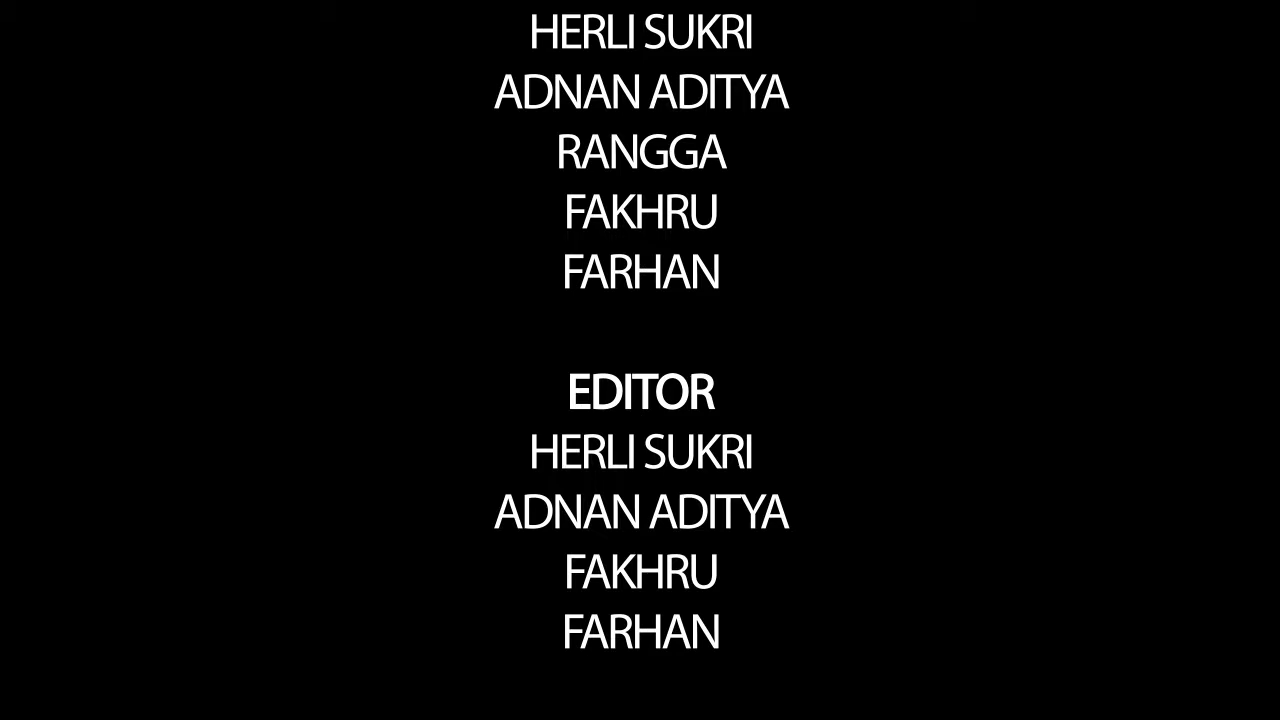 HERLI SUKRI
ADNAN ADITYA
RANGGA
FAKHRU
FARHAN
EDITOR
HERLI SUKRI
ADNAN ADITYA
FAKHRU
FARHAN